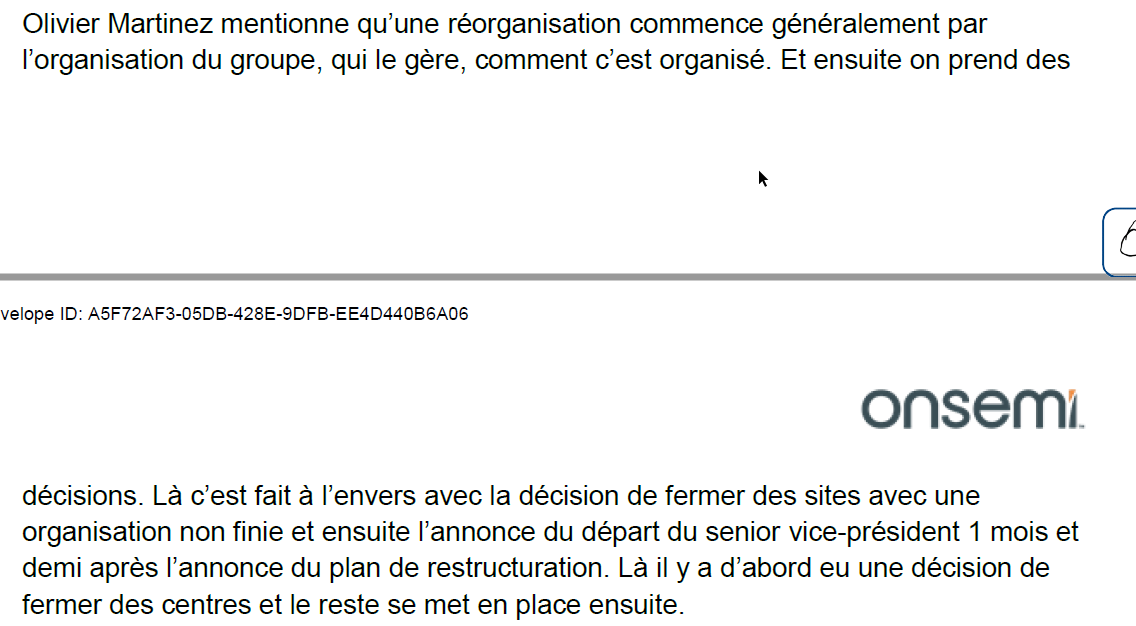 Olivier Martinez mentionne qu’une réorganisation commence généralement par
l’organisation du groupe, qui le gère, comment c’est organisé. Et ensuite on prend des
velope ID: A5F72AF3-05DB-428E-9DFB-EE4D440B6A06
onsemi
décisions. Là c’est fait à l’envers avec la décision de fermer des sites avec une
organisation non finie et ensuite l’annonce du départ du senior vice-président 1 mois et
demi après l’annonce du plan de restructuration. Là il y a d’abord eu une décision de
fermer des centres et le reste se met en place ensuite.